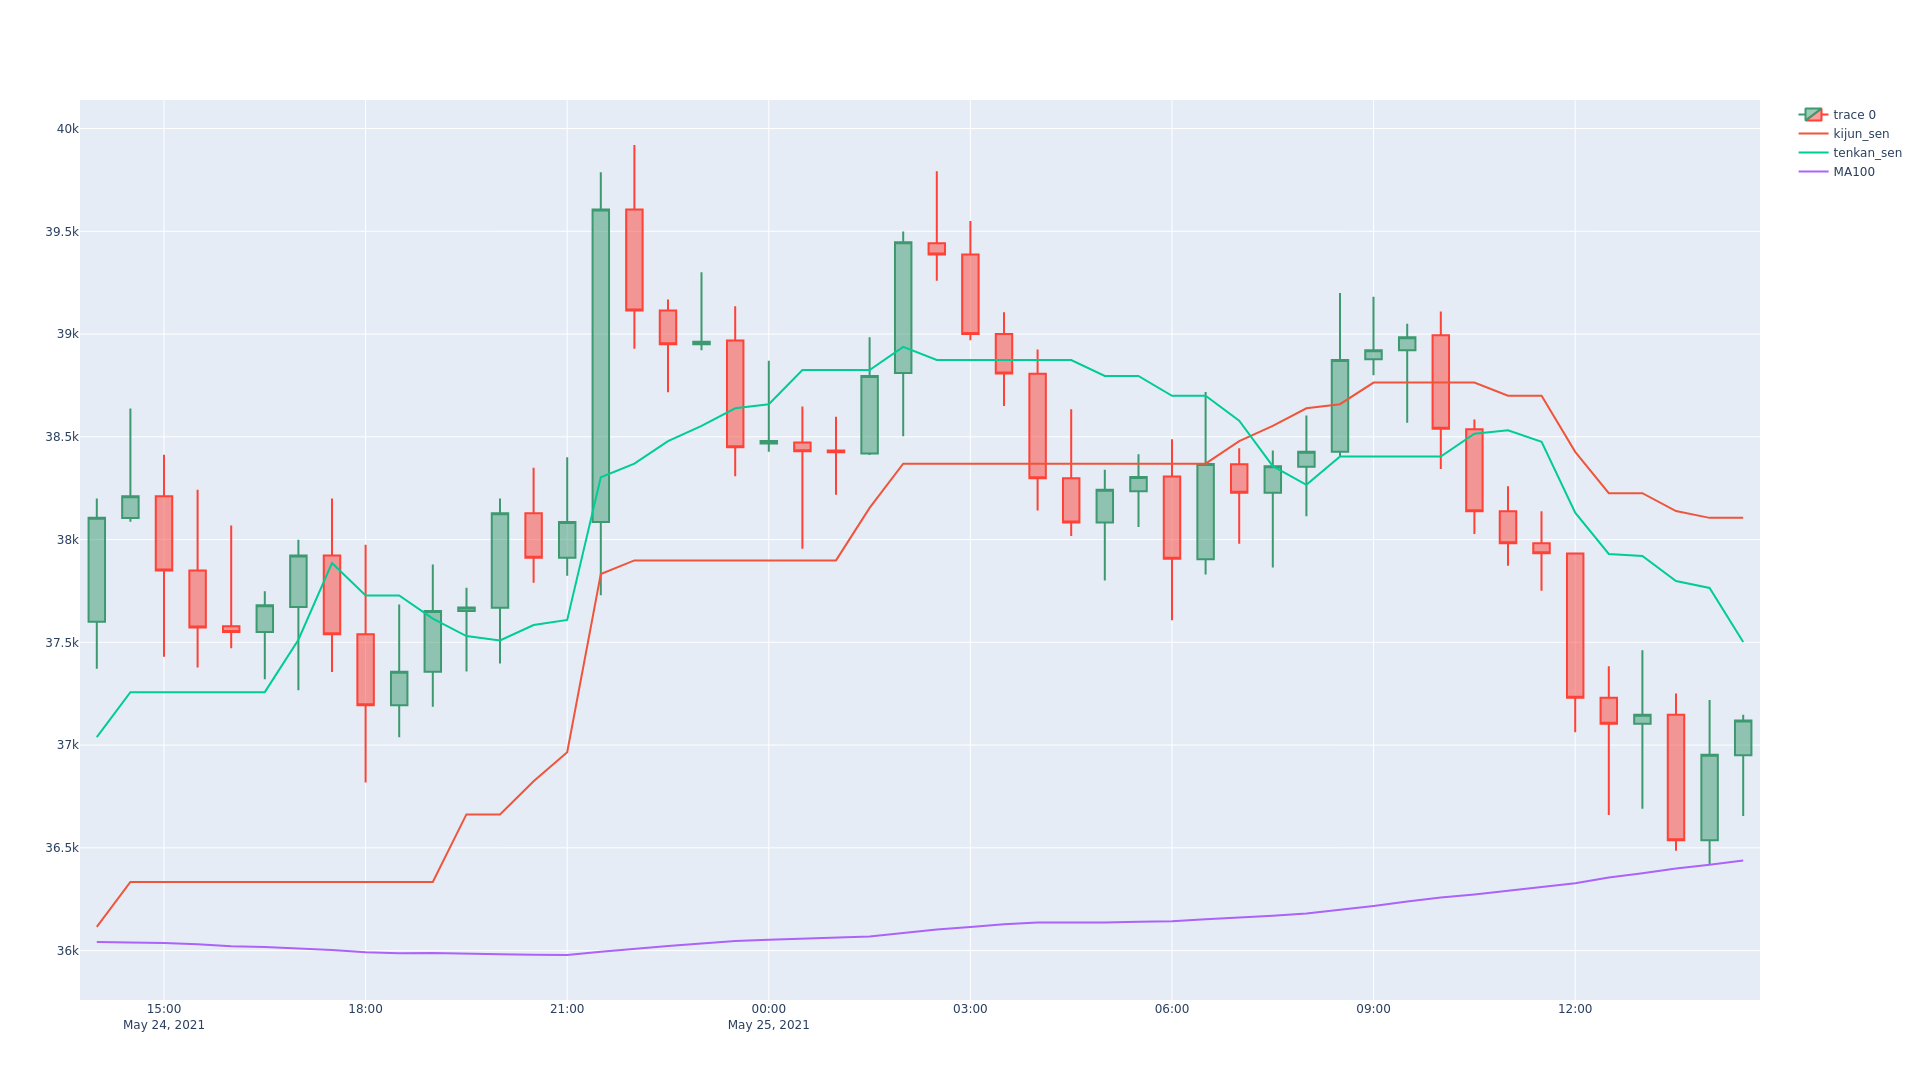 40k
39.5k
39k
38.5k
38k
37.5k
37k
36.5k
36k
15:00 18:00 21:00 00:00 03:00 06:00 09:00 12:00
May 24, 2021 May 25, 2021
trace 0
kijun_sen
tenkan_sen
MA100